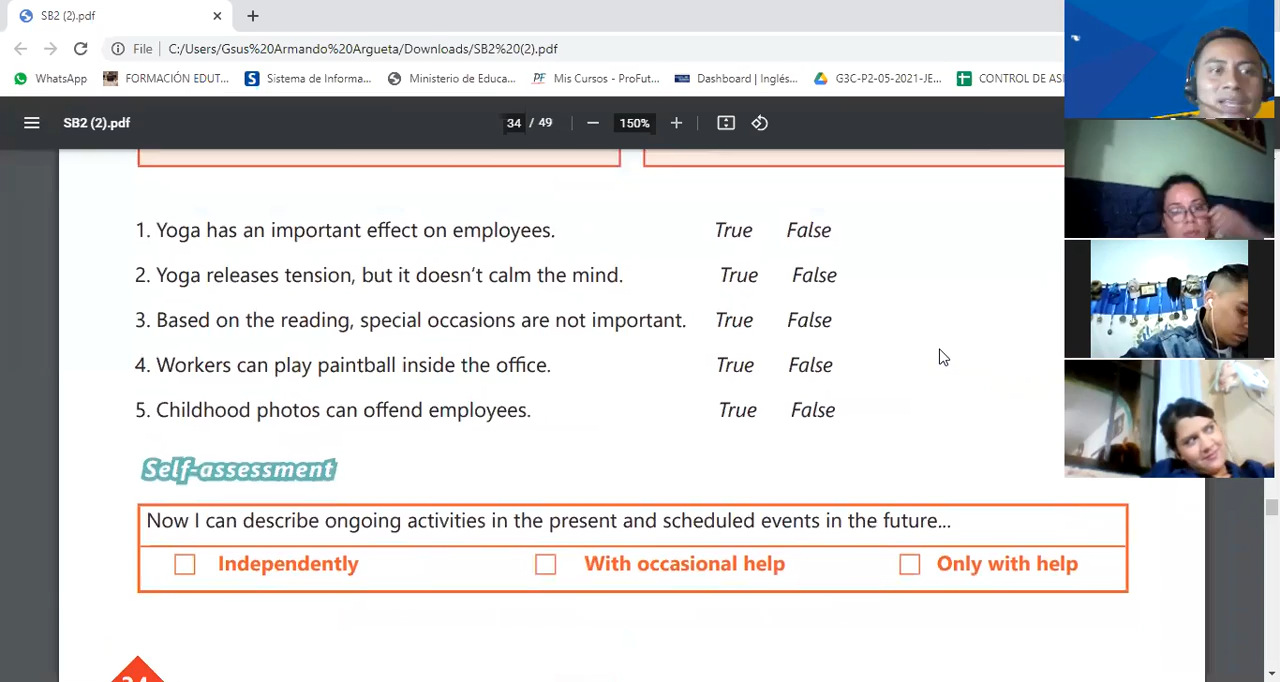 SB2 (2).pdf
File C:/Users/Gsus%20Armando%20Argueta/Downloads/SB2%20(2).pdf
WhatsApp FORMACIÓN EDUT... Sistema de Informa... Ministerio de Educa... Mis Cursos - ProFut... Dashboard | Inglés... G3C-P2-05-2021-JE... CONTROL DE AS
SB2 (2).pdf 34 / 49 150%
1. Yoga has an important effect on employees. True False
2. Yoga releases tension, but it doesn't calm the mind. True False
3. Based on the reading, special occasions are not important. True False
4. Workers can play paintball inside the office. True False
5. Childhood photos can offend employees. True False
Self-assessment
Now I can describe ongoing activities in the present and scheduled events in the future...
Independently With occasional help Only with help
34